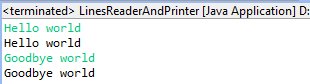 <terminated> LinesReaderAndPrinter [Java Application] D:
Hello world
Hello world
Goodbye world
Goodbye world